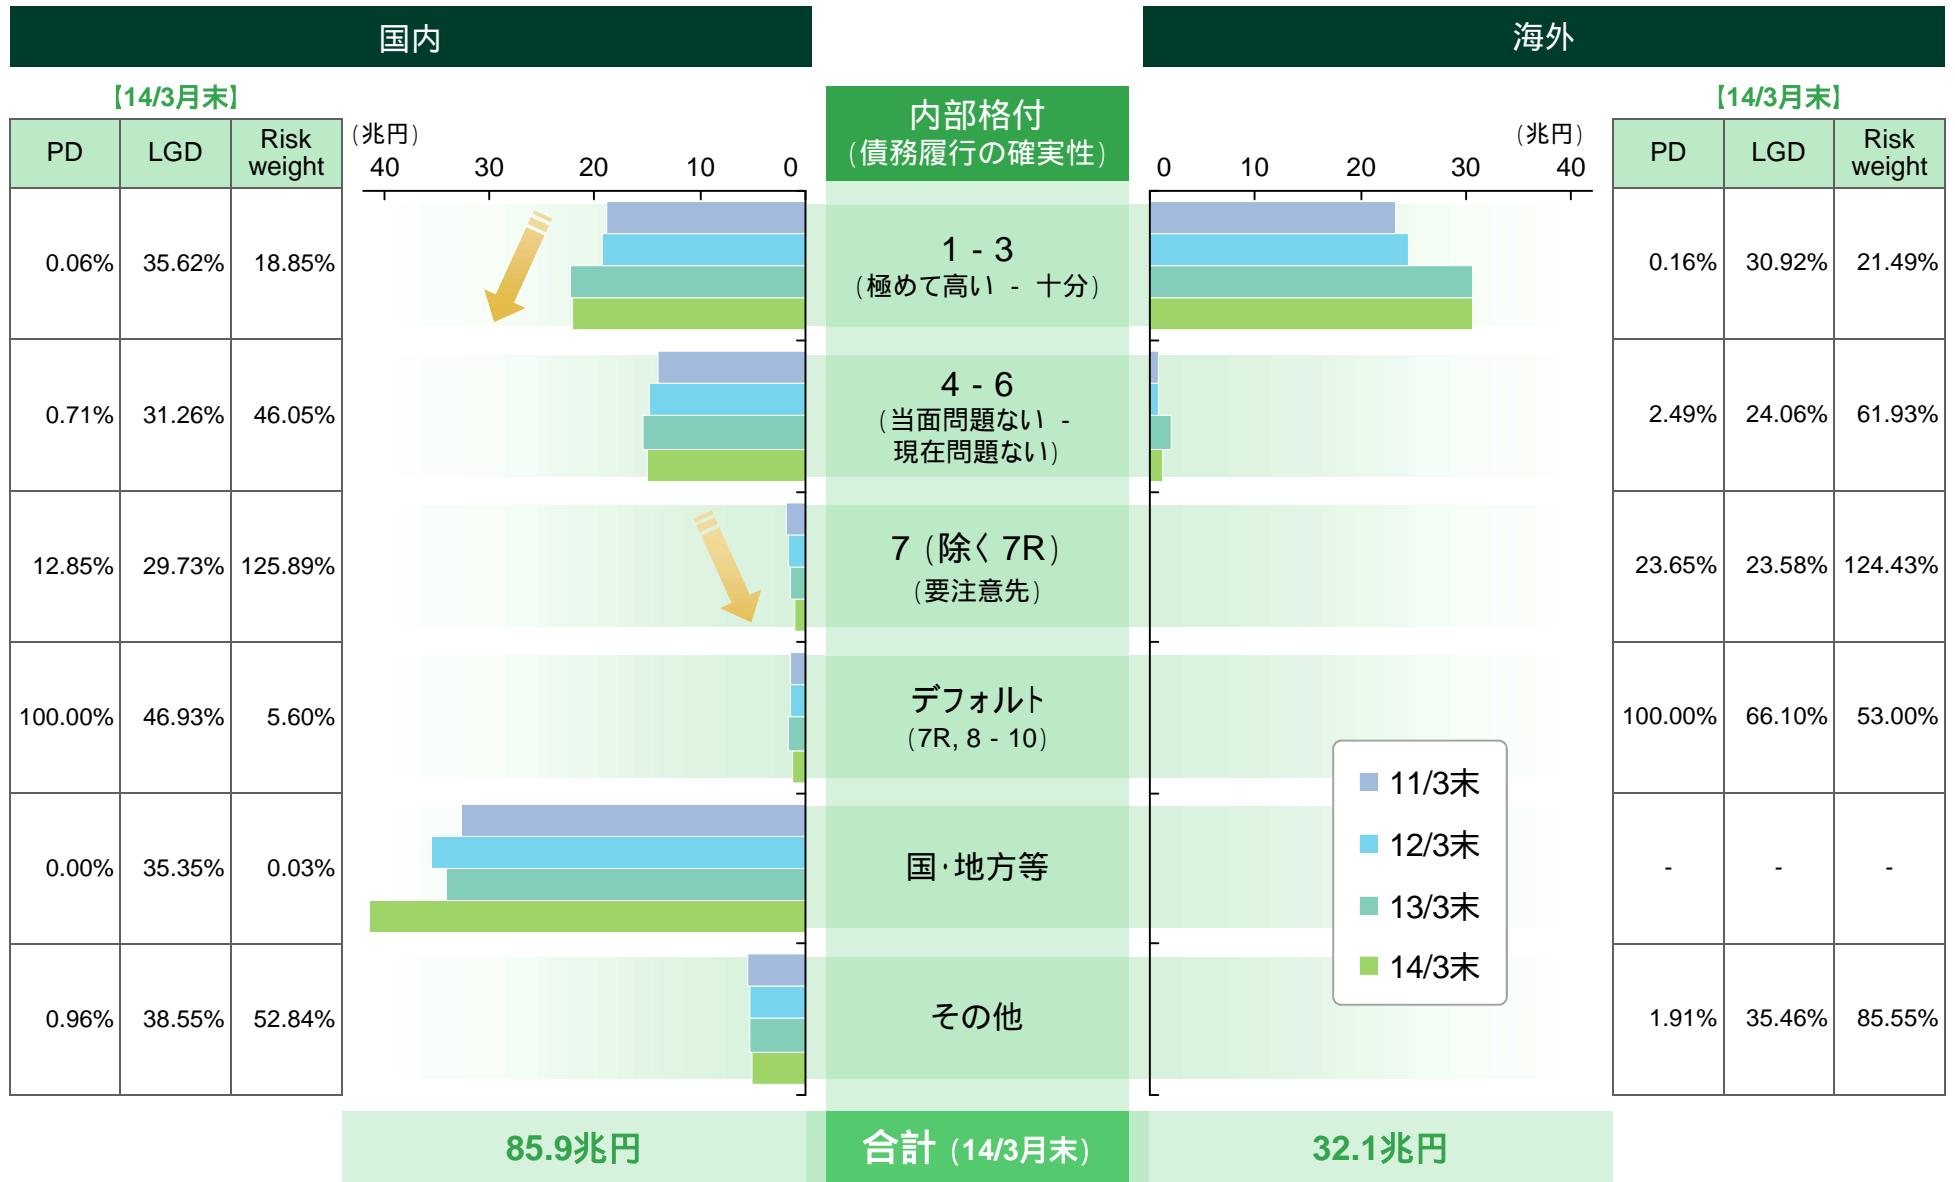 国内
海外
【14/3月末】
【14/3月末】
内部格付
(債務履行の確実性)
PD LGD Risk weight
(兆円)
40 30 20 10 0
(兆円)
0 10 20 30 40
PD LGD Risk weight
0.06% 35.62% 18.85%
1 - 3
(極めて高い - 十分)
0.16% 30.92% 21.49%
0.71% 31.26% 46.05%
4 - 6
(当面問題ない -
現在問題ない)
2.49% 24.06% 61.93%
12.85% 29.73% 125.89%
7 (除く 7R)
(要注意先)
23.65% 23.58% 124.43%
100.00% 46.93% 5.60%
デフォルト
(7R, 8 - 10)
100.00% 66.10% 53.00%
0.00% 35.35% 0.03%
国・地方等
- - -
0.96% 38.55% 52.84%
その他
1.91% 35.46% 85.55%
11/3末
12/3末
13/3末
14/3末
85.9兆円
合計 (14/3月末)
32.1兆円